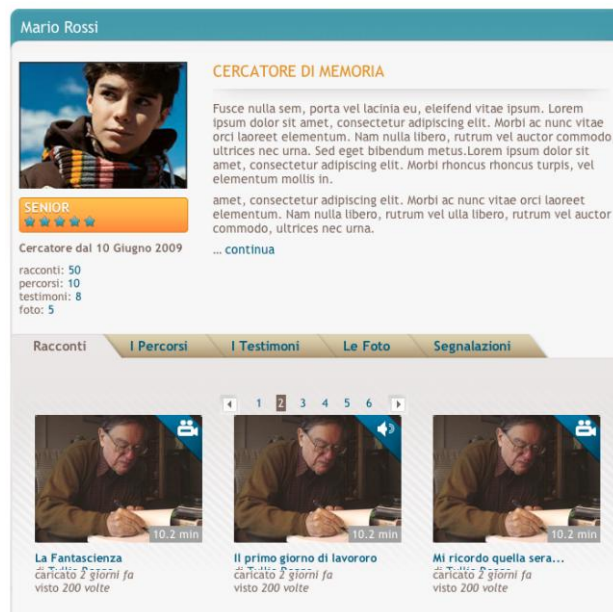 Mario Rossi
CERCATORE DI MEMORIA
Fusce nulla sem, porta vel lacinia eu, eleifend vitae ipsum. Lorem
ipsum dolor sit amet, consectetur adipiscing elit. Morbi ac nunc vitae
orci laoreet elementum. Nam nulla libero, rutrum vel auctor commodo
ultrices nec urna. Sed eget bibendum metus.Lorem ipsum dolor sit
amet, consectetur adipiscing elit. Morbi rhoncus rhoncus turpis, vel
elementum mollis in.
amet, consectetur adipiscing elit. Morbi ac nunc vitae orci laoreet
elementum. Nam nulla libero, rutrum vel ulla libero, rutrum vel auctor
commodo, ultrices nec urna.
... continua
SENIOR
Cercatore dal 10 Giugno 2009
racconti: 50
percorsi: 10
testimoni: 8
foto: 5
Racconti I Percorsi I Testimoni Le Foto Segnalazioni
1 2 3 4 5 6
10.2 min 10.2 min 10.2 min
La Fantascienza
di Tullio
caricato 2 giorni fa
visto 200 volte
Il primo giorno di lavororo
di Tullio
caricato 2 giorni fa
visto 200 volte
Mi ricordo quella sera...
di Tullio
caricato 2 giorni fa
visto 200 volte